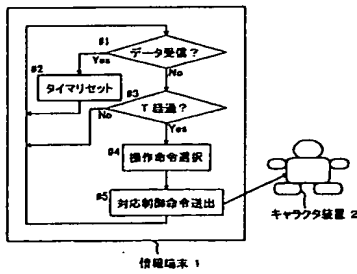 #1
データ受信?
Yes
No
#2
タイマリセット
#3
T 経過?
No
Yes
#4
操作命令選択
#5
対応制御命令送出
キャラクタ装置 2
情報端末 1